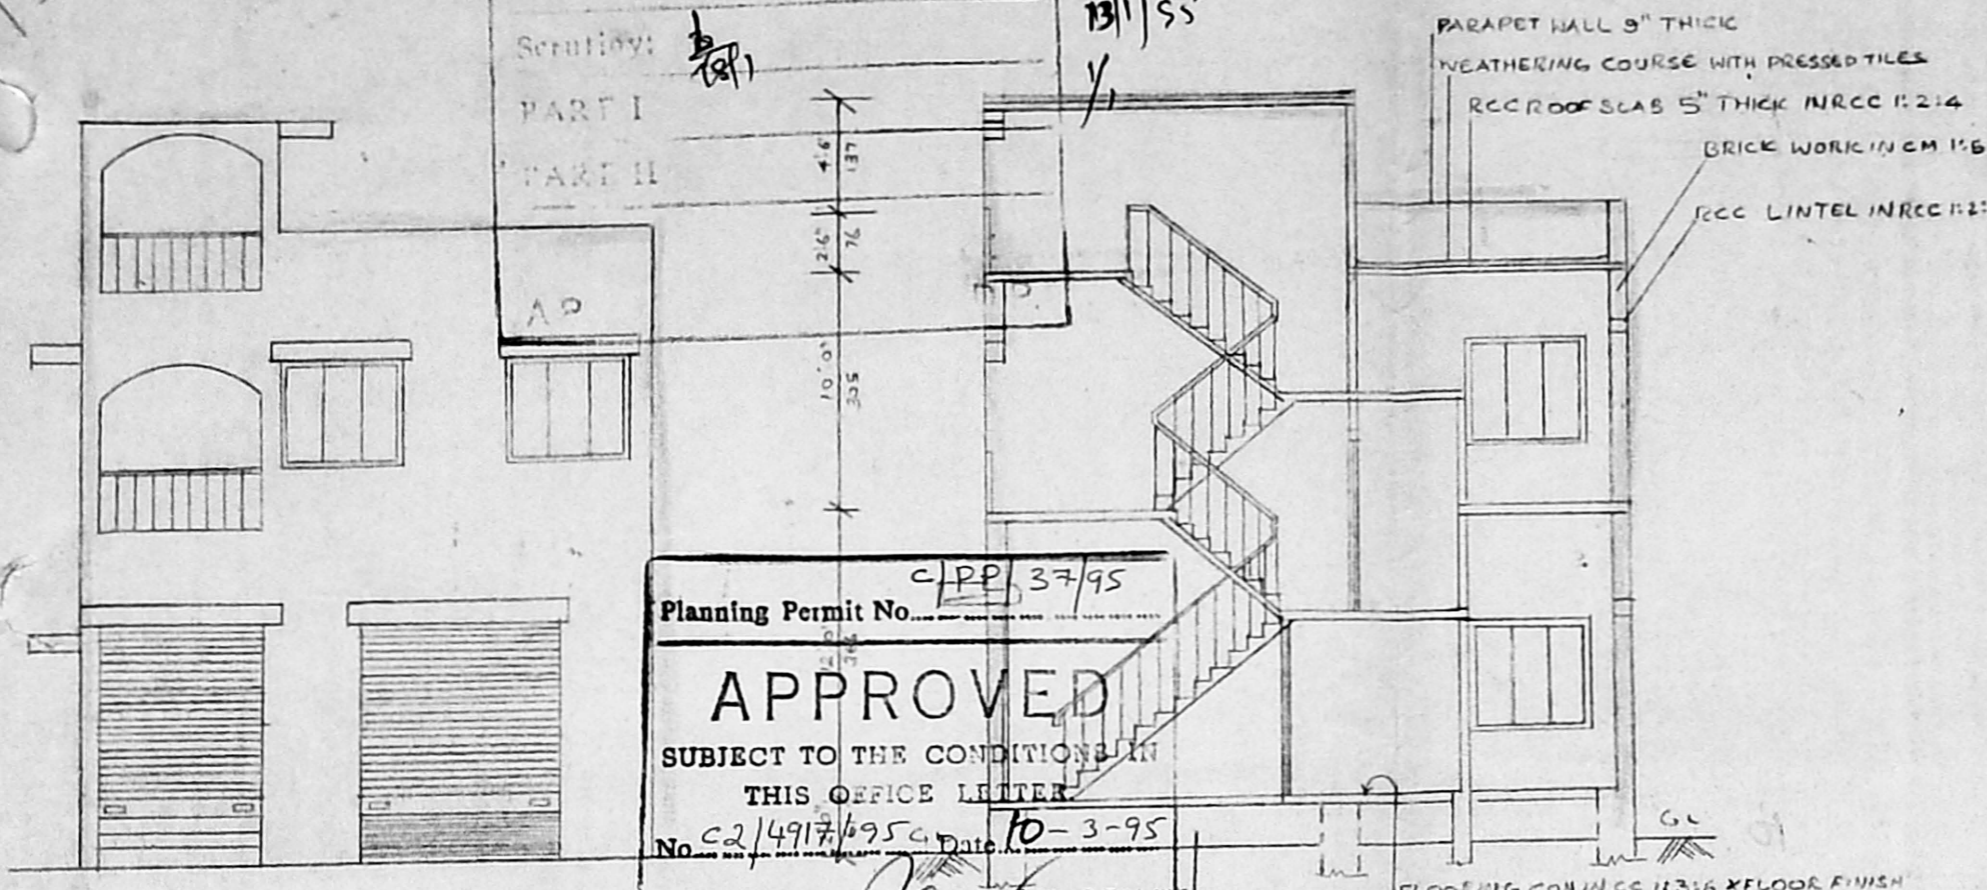 Scrutiny:
PART I
PART II
13/1/95
PARAPET WALL 9" THICK
WEATHERING COURSE WITH PRESSED TILES
RCC ROOF SLAB 5" THICK IN RCC 1:2:4
BRICK WORK IN CM 1:6
RCC LINTEL IN RCC 1:2:
4'6"
137
2'6"
76
10'.0"
305
C/PP/37/95
Planning Permit No.
APPROVED
SUBJECT TO THE CONDITIONS IN
THIS OFFICE LETTER.
No. C2/4917/95 Date 10-3-95
GL